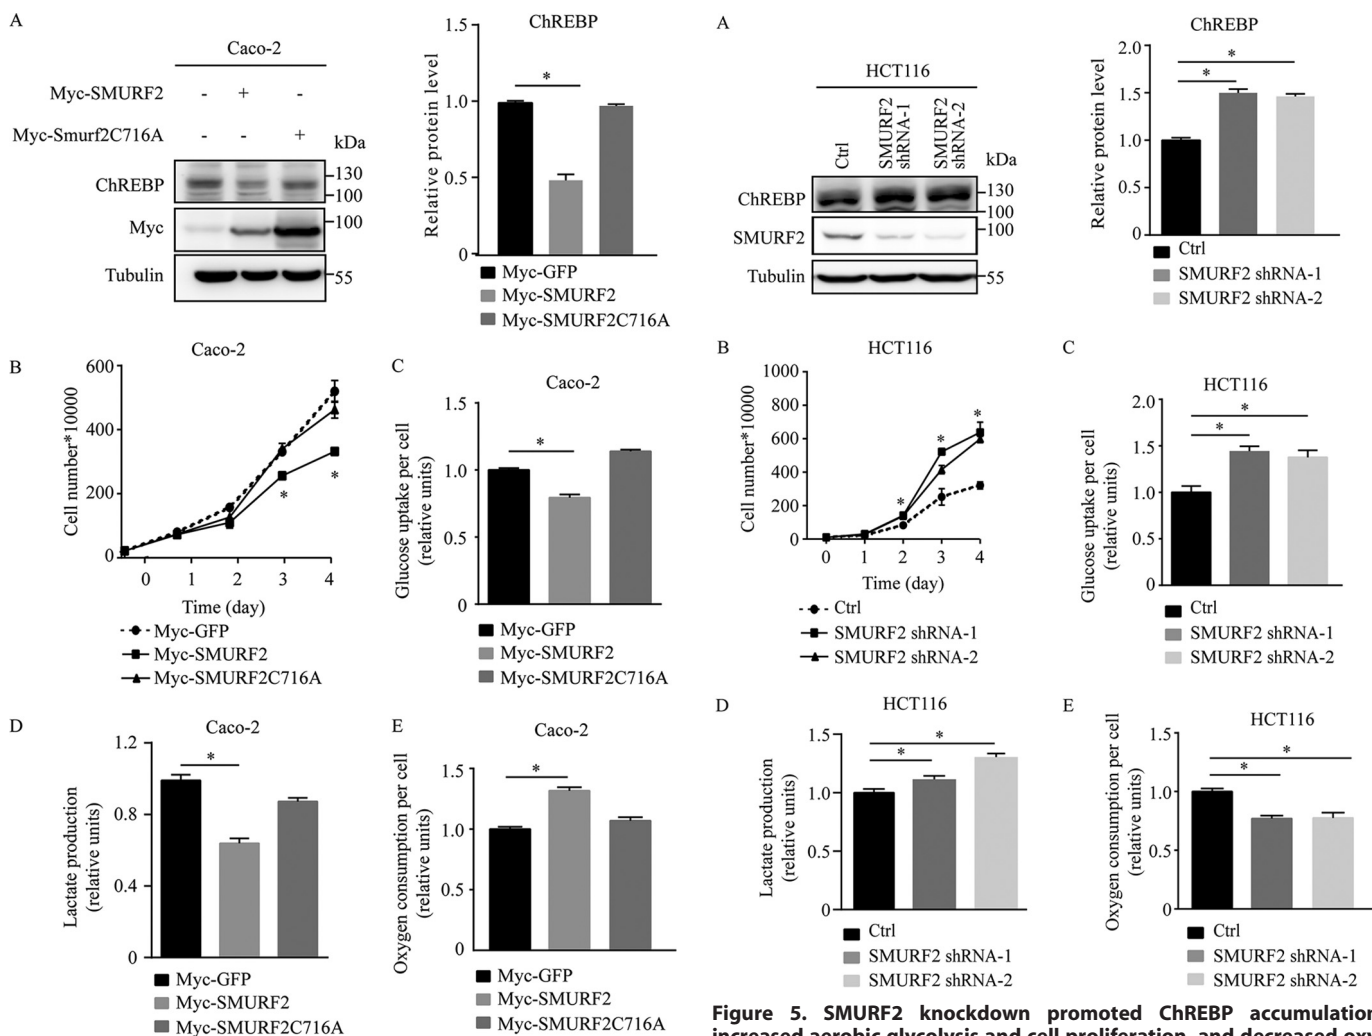 A
Caco-2
Myc-SMURF2 - + -
Myc-Smurf2C716A - - +
kDa
ChREBP
130
100
Myc
100
Tubulin
55
ChREBP
Relative protein level
1.5
1.0
0.5
0
*
Myc-GFP
Myc-SMURF2
Myc-SMURF2C716A
B
Caco-2
Cell number*10000
600
400
200
0
* *
0 1 2 3 4
Time (day)
Myc-GFP
Myc-SMURF2
Myc-SMURF2C716A
C
Caco-2
Glucose uptake per cell
(relative units)
1.5
1.0
0.5
0
*
Myc-GFP
Myc-SMURF2
Myc-SMURF2C716A
D
Caco-2
Lactate production
(relative units)
1.2
0.8
0.4
0
*
Myc-GFP
Myc-SMURF2
Myc-SMURF2C716A
E
Caco-2
Oxygen consumption per cell
(relative units)
1.5
1.0
0.5
0
*
Myc-GFP
Myc-SMURF2
Myc-SMURF2C716A
A
HCT116
Ctrl
SMURF2
shRNA-1
SMURF2
shRNA-2
kDa
ChREBP
130
100
SMURF2
100
Tubulin
55
ChREBP
Relative protein level
2.0
1.5
1.0
0.5
0
*
*
Ctrl
SMURF2 shRNA-1
SMURF2 shRNA-2
B
HCT116
Cell number*10000
1000
800
600
400
200
0
* * *
0 1 2 3 4
Time (day)
Ctrl
SMURF2 shRNA-1
SMURF2 shRNA-2
C
HCT116
Glucose uptake per cell
(relative units)
2.0
1.5
1.0
0.5
0
*
*
Ctrl
SMURF2 shRNA-1
SMURF2 shRNA-2
D
HCT116
Lactate production
(relative units)
1.5
1.0
0.5
0
*
*
Ctrl
SMURF2 shRNA-1
SMURF2 shRNA-2
E
HCT116
Oxygen consumption per cell
(relative units)
1.5
1.0
0.5
0
*
*
Ctrl
SMURF2 shRNA-1
SMURF2 shRNA-2
Figure 5. SMURF2 knockdown promoted ChREBP accumulation
increased aerobic glycolysis and cell proliferation, and decreased